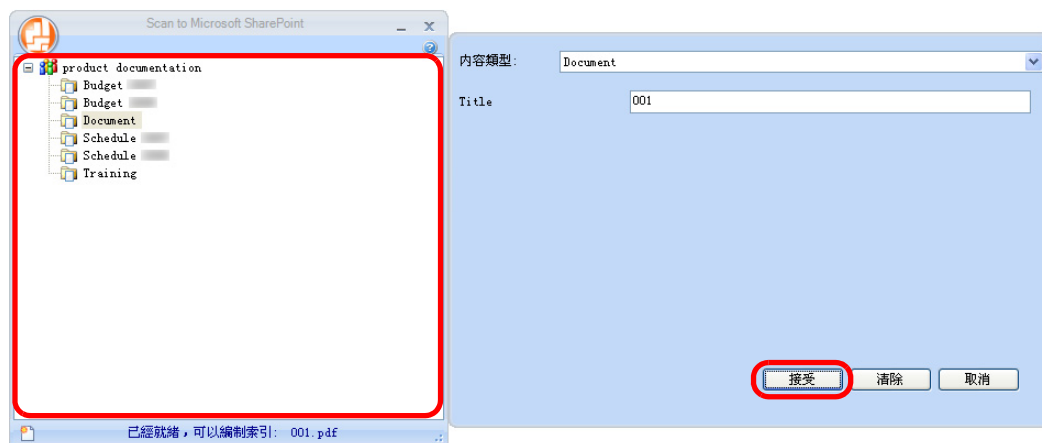 Scan to Microsoft SharePoint
product documentation
Budget
Budget
Document
Schedule
Schedule
Training
已經就緒，可以編制索引: 001.pdf
內容類型: Document
Title 001
接受 清除 取消